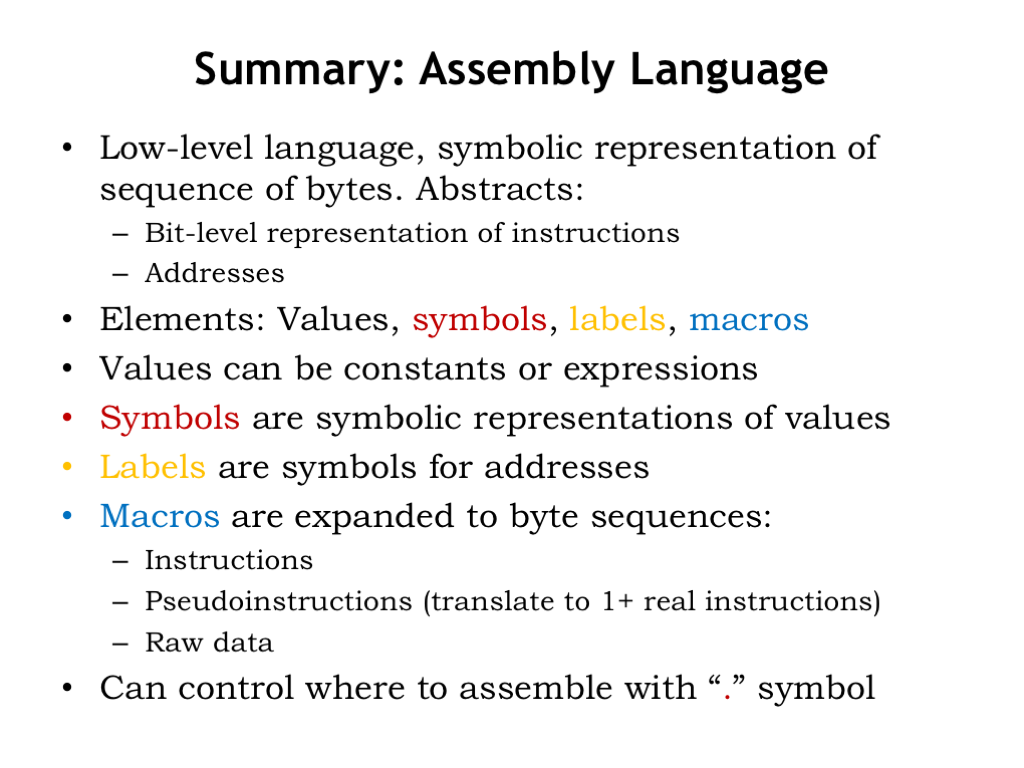 Summary: Assembly Language
• Low-level language, symbolic representation of
sequence of bytes. Abstracts:
– Bit-level representation of instructions
– Addresses
• Elements: Values, symbols, labels, macros
• Values can be constants or expressions
• Symbols are symbolic representations of values
• Labels are symbols for addresses
• Macros are expanded to byte sequences:
– Instructions
– Pseudoinstructions (translate to 1+ real instructions)
– Raw data
• Can control where to assemble with “.” symbol